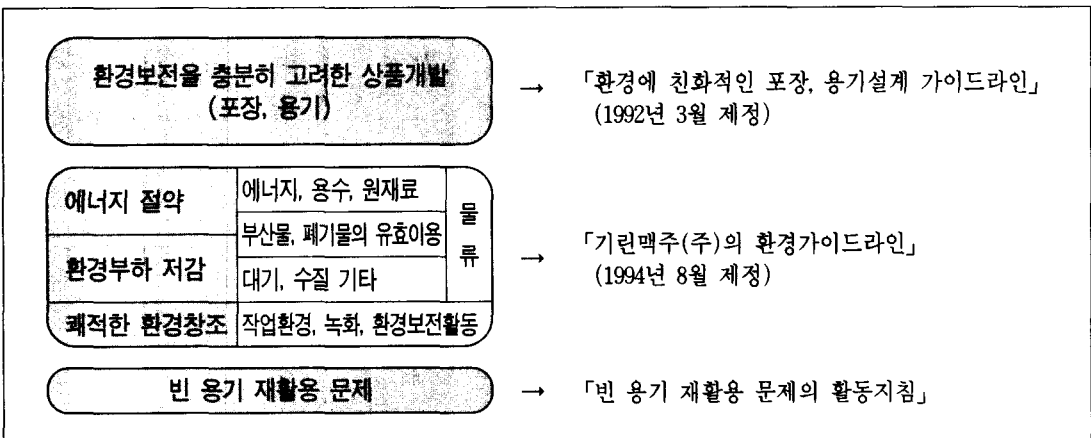 환경보전을 충분히 고려한 상품개발
(포장, 용기)
→ 「환경에 친화적인 포장, 용기설계 가이드라인」
(1992년 3월 제정)
에너지 절약
에너지, 용수, 원재료
부산물, 폐기물의 유효이용
환경부하 저감
대기, 수질 기타
물류
쾌적한 환경창조
작업환경, 녹화, 환경보전활동
→ 「기린맥주(주)의 환경가이드라인」
(1994년 8월 제정)
빈 용기 재활용 문제 → 「빈 용기 재활용 문제의 활동지침」